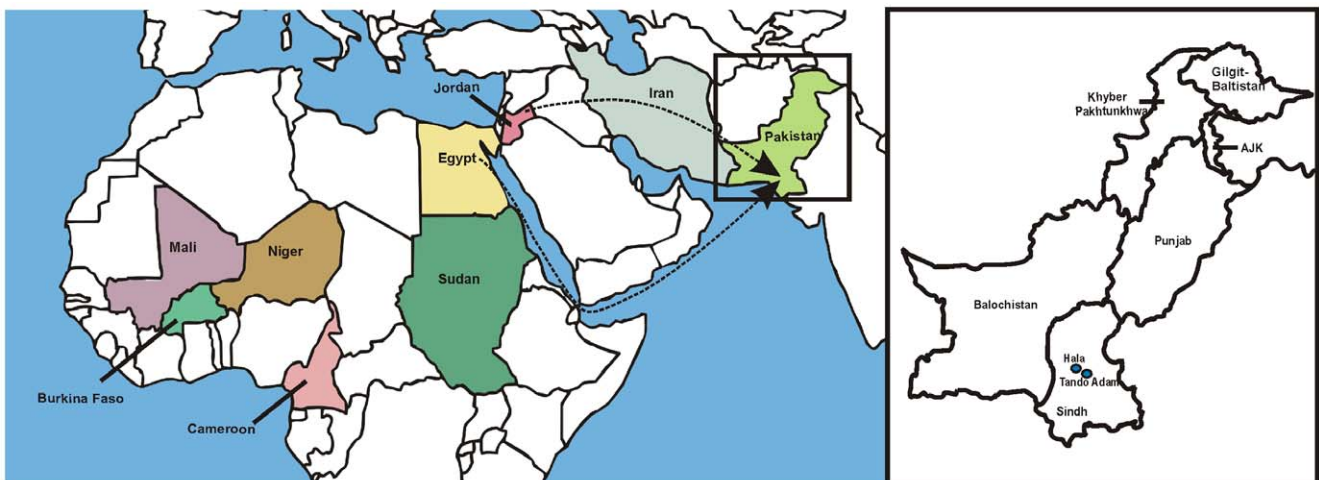 Jordan
Iran
Pakistan
Egypt
Mali
Niger
Sudan
Burkina Faso
Cameroon
Gilgit-
Baltistan
Khyber
Pakhtunkhwa
AJK
Punjab
Balochistan
Hala
Tando Adam
Sindh